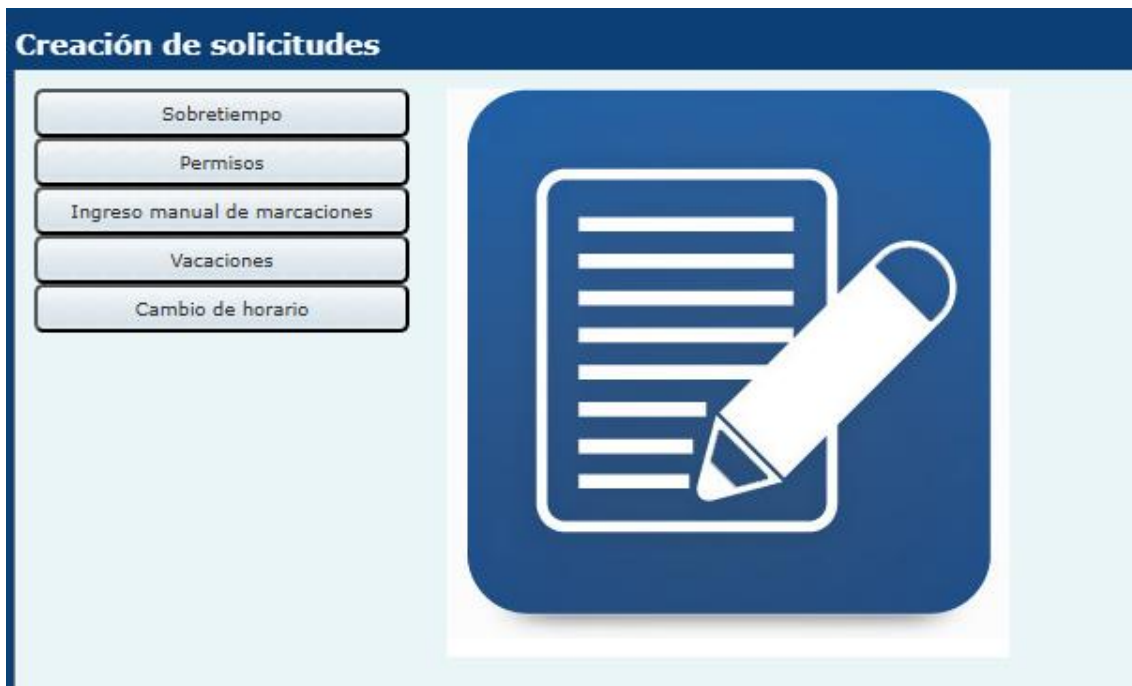 Creación de solicitudes
Sobretiempo
Permisos
Ingreso manual de marcaciones
Vacaciones
Cambio de horario